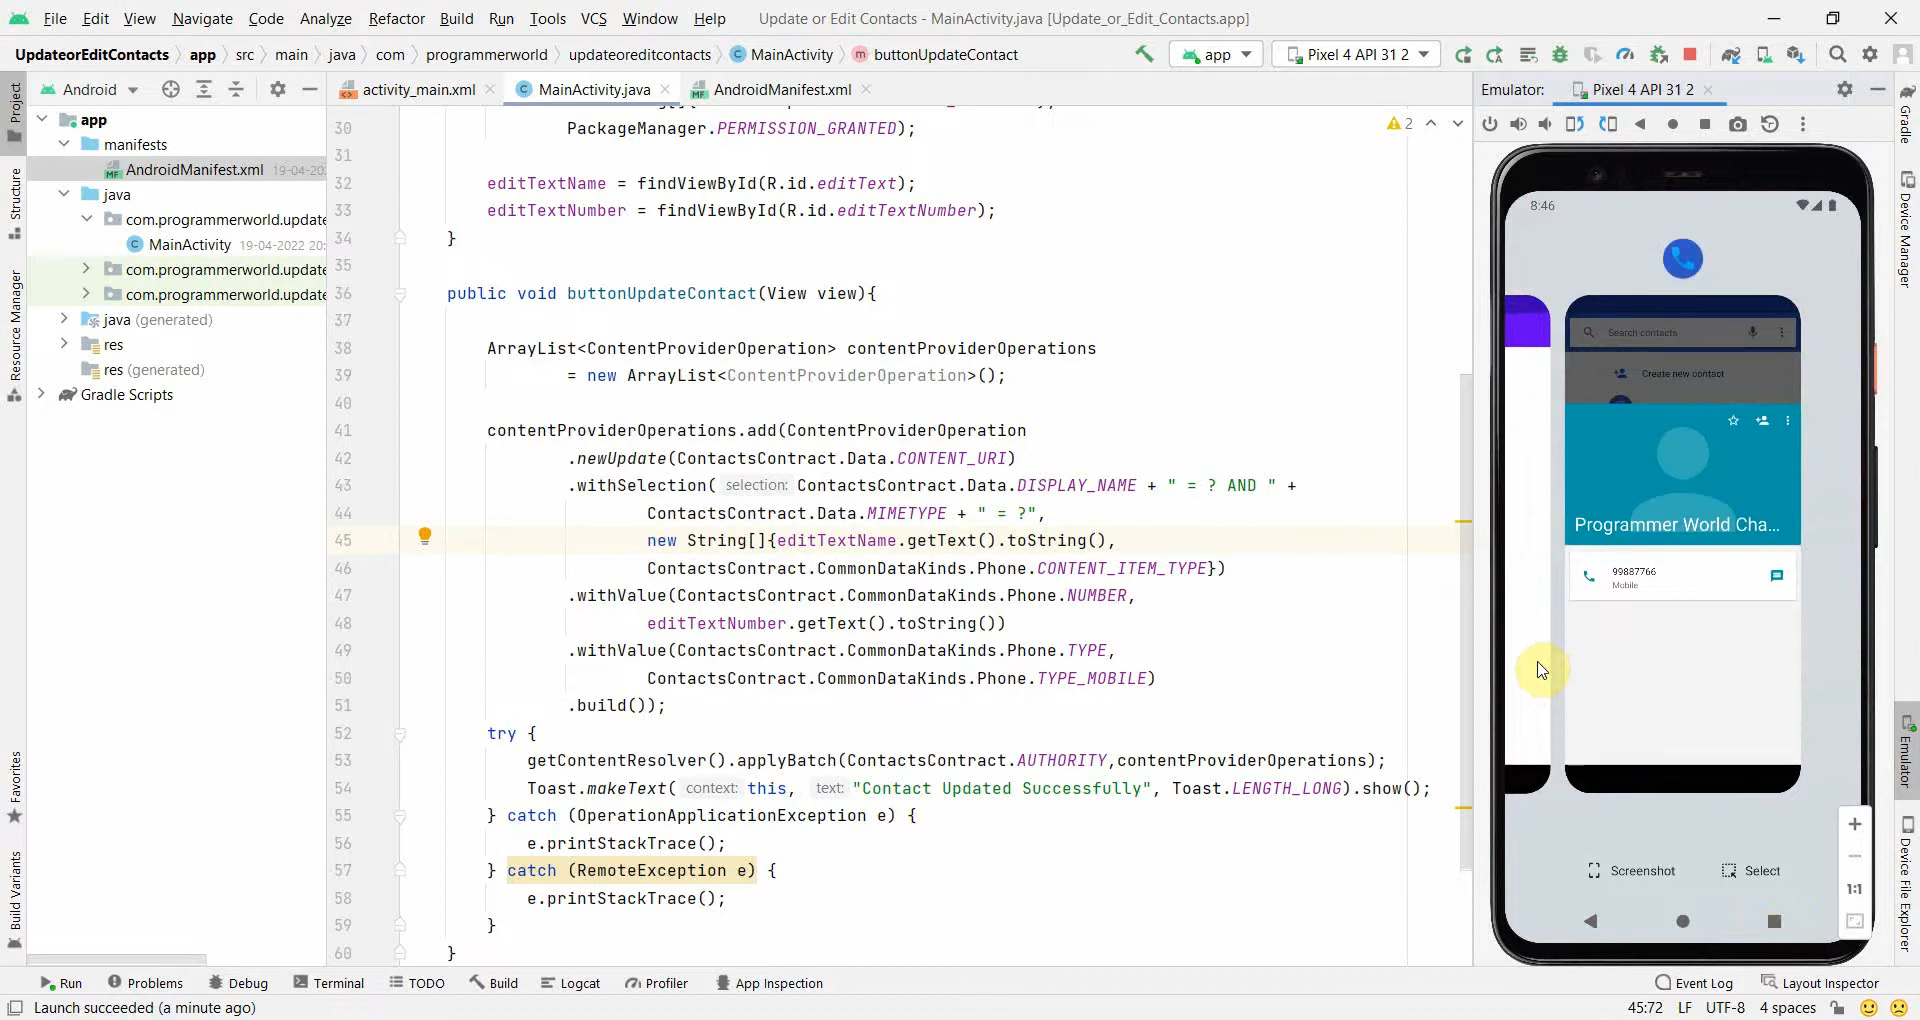 File Edit View Navigate Code Analyze Refactor Build Run Tools VCS Window Help Update or Edit Contacts - MainActivity.java [Update_or_Edit_Contacts.app]
UpdateorEditContacts app src main java com programmerworld updateoreditcontacts MainActivity buttonUpdateContact app Pixel 4 API 31 2
Android activity_main.xml MainActivity.java AndroidManifest.xml Emulator: Pixel 4 API 31 2
Project
Structure
Resource Manager
Favorites
Build Variants
app
manifests
AndroidManifest.xml 19-04-202
java
com.programmerworld.update
MainActivity 19-04-2022 20:
com.programmerworld.update
com.programmerworld.update
java (generated)
res
res (generated)
Gradle Scripts
2
30 PackageManager.PERMISSION_GRANTED);
31
32 editTextName = findViewById(R.id.editText);
33 editTextNumber = findViewById(R.id.editTextNumber);
34 }
35
36 public void buttonUpdateContact(View view){
37
38 ArrayList<ContentProviderOperation> contentProviderOperations
39 = new ArrayList<ContentProviderOperation>();
40
41 contentProviderOperations.add(ContentProviderOperation
42 .newUpdate(ContactsContract.Data.CONTENT_URI)
43 .withSelection( selection: ContactsContract.Data.DISPLAY_NAME + " = ? AND " +
44 ContactsContract.Data.MIMETYPE + " = ?",
45 new String[]{editTextName.getText().toString(),
46 ContactsContract.CommonDataKinds.Phone.CONTENT_ITEM_TYPE})
47 .withValue(ContactsContract.CommonDataKinds.Phone.NUMBER,
48 editTextNumber.getText().toString())
49 .withValue(ContactsContract.CommonDataKinds.Phone.TYPE,
50 ContactsContract.CommonDataKinds.Phone.TYPE_MOBILE)
51 .build());
52 try {
53 getContentResolver().applyBatch(ContactsContract.AUTHORITY,contentProviderOperations);
54 Toast.makeText( context: this, text: "Contact Updated Successfully", Toast.LENGTH_LONG).show();
55 } catch (OperationApplicationException e) {
56 e.printStackTrace();
57 } catch (RemoteException e) {
58 e.printStackTrace();
59 }
60 }
8:46
Search contacts
Create new contact
Programmer World Cha...
99887766
Mobile
Screenshot Select
1:1
Gradle
Device Manager
Emulator
Device File Explorer
Run Problems Debug Terminal TODO Build Logcat Profiler App Inspection Event Log Layout Inspector
Launch succeeded (a minute ago) 45:72 LF UTF-8 4 spaces